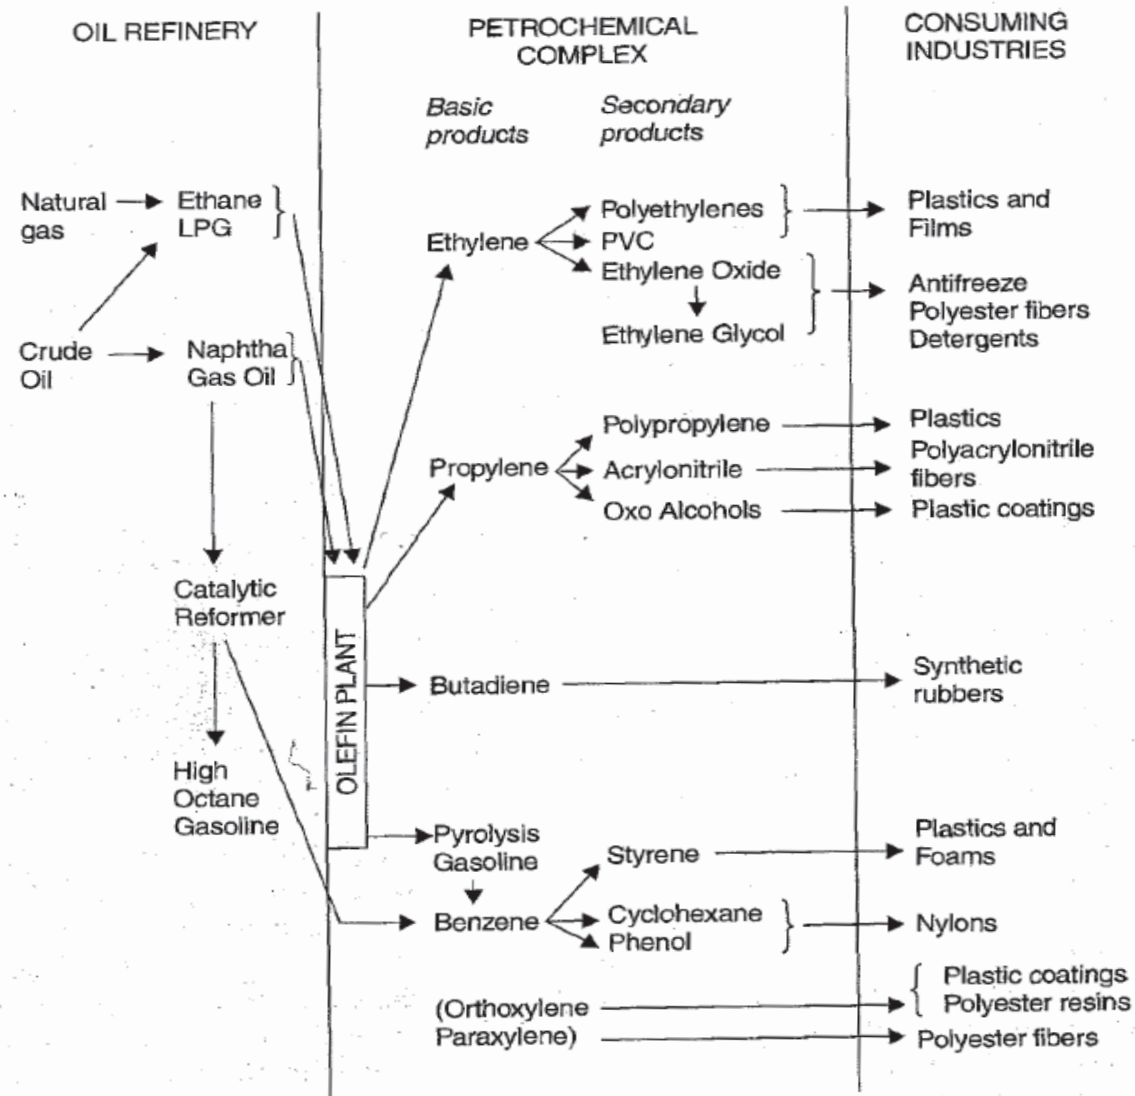 OIL REFINERY
PETROCHEMICAL
COMPLEX
CONSUMING
INDUSTRIES
Basic
products
Secondary
products
Natural
gas
Ethane
LPG
Crude
Oil
Naphtha
Gas Oil
Catalytic
Reformer
High
Octane
Gasoline
OLEFIN PLANT
Ethylene
Polyethylenes
PVC
Ethylene Oxide
Ethylene Glycol
Plastics and
Films
Antifreeze
Polyester fibers
Detergents
Propylene
Polypropylene
Acrylonitrile
Oxo Alcohols
Plastics
Polyacrylonitrile
fibers
Plastic coatings
Butadiene
Synthetic
rubbers
Pyrolysis
Gasoline
Benzene
Styrene
Cyclohexane
Phenol
Plastics and
Foams
Nylons
(Orthoxylene
Paraxylene)
Plastic coatings
Polyester resins
Polyester fibers